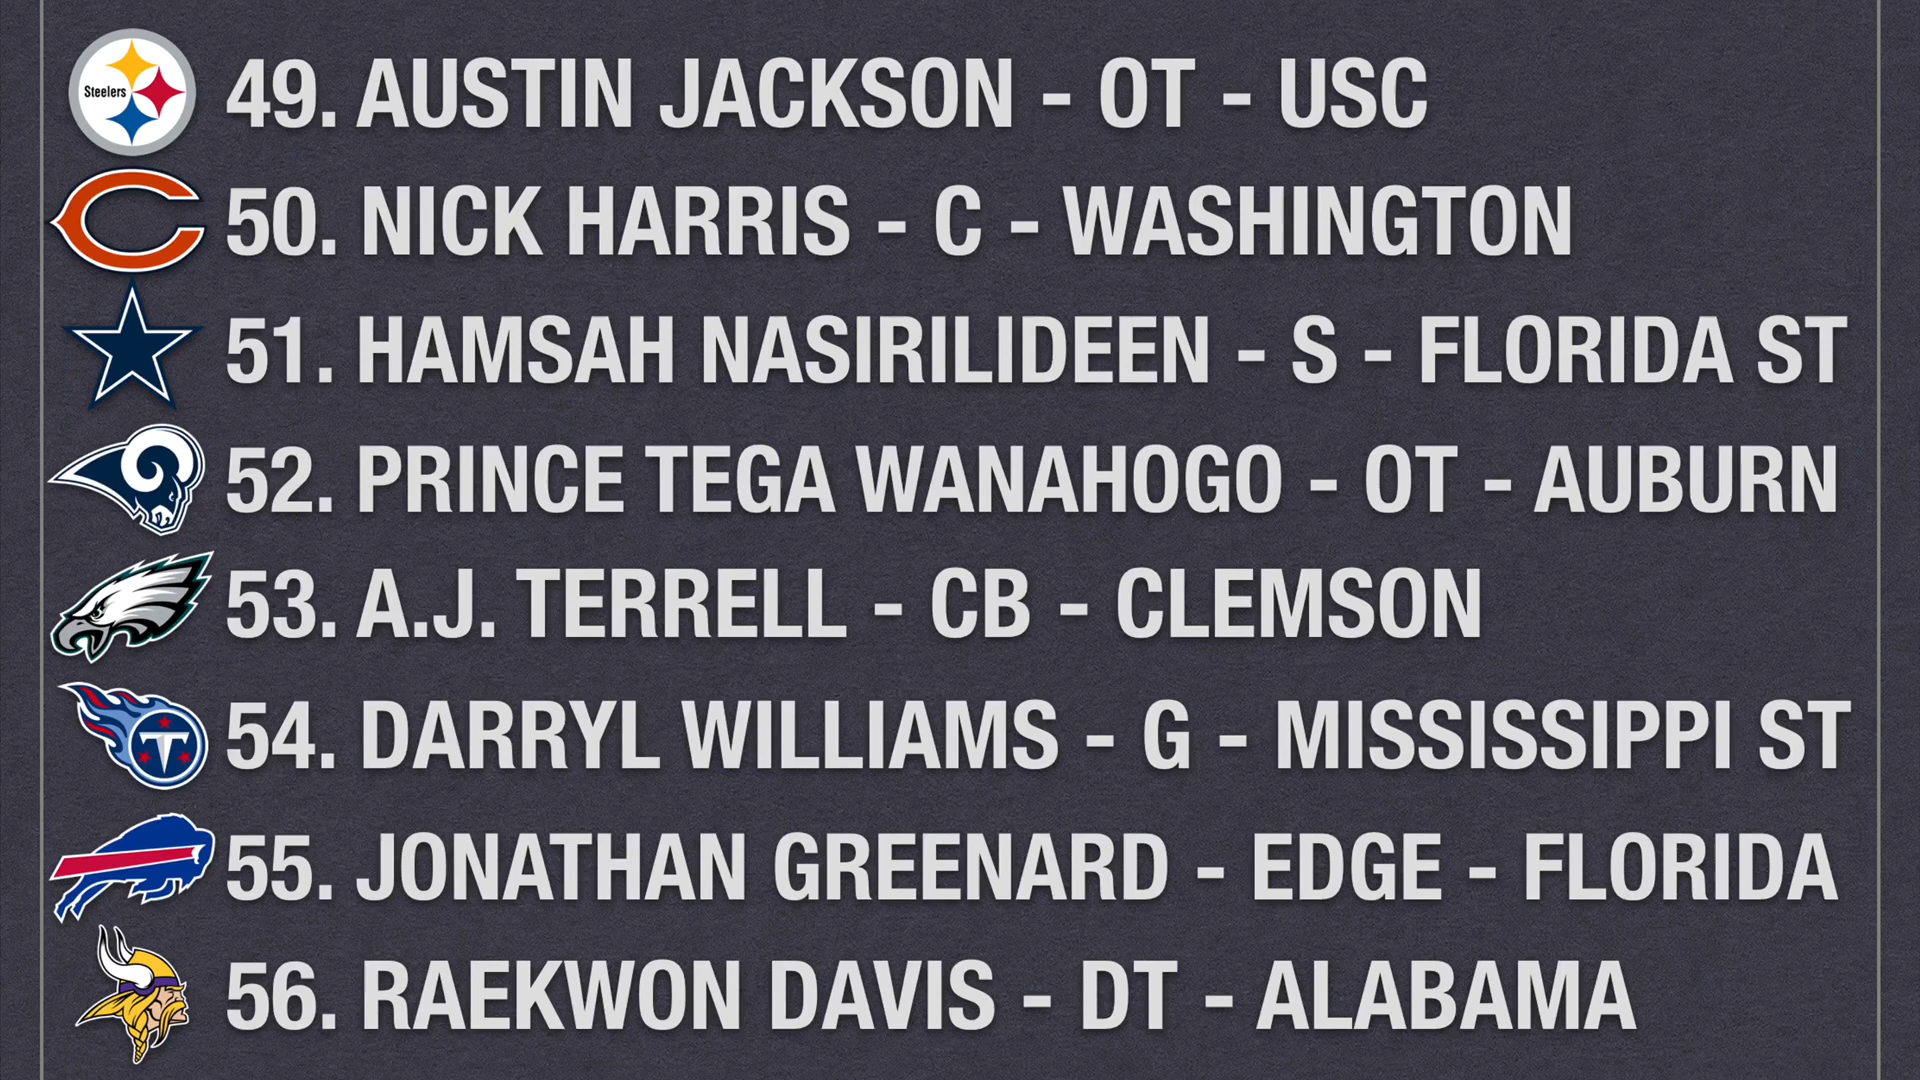 Steelers 49. AUSTIN JACKSON - OT - USC
50. NICK HARRIS - C - WASHINGTON
51. HAMSAH NASIRILIDEEN - S - FLORIDA ST
52. PRINCE TEGA WANAHOGO - OT - AUBURN
53. A.J. TERRELL - CB - CLEMSON
T 54. DARRYL WILLIAMS - G - MISSISSIPPI ST
55. JONATHAN GREENARD - EDGE - FLORIDA
56. RAEKWON DAVIS - DT - ALABAMA